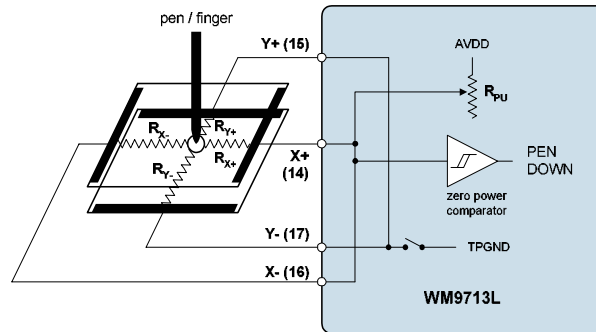 pen / finger
Y+ (15)
AVDD
RPU
RX-
RY+
RX+
RY-
X+
(14)
PEN
DOWN
zero power
comparator
Y- (17)
TPGND
X- (16)
WM9713L